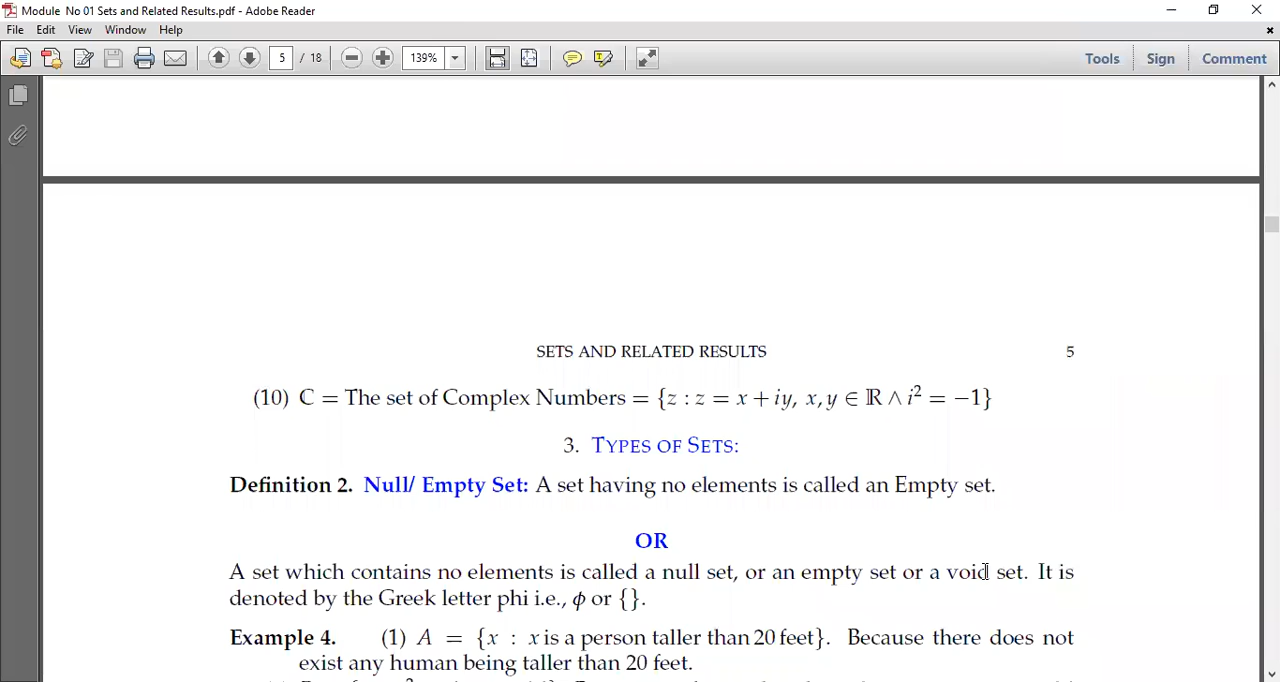 Module No 01 Sets and Related Results.pdf - Adobe Reader
File Edit View Window Help
5 / 18 139% Tools Sign Comment
SETS AND RELATED RESULTS 5
(10) ℂ = The set of Complex Numbers = {z : z = x + iy, x, y ∈ ℝ ∧ i² = −1}
3. TYPES OF SETS:
Definition 2. Null/ Empty Set: A set having no elements is called an Empty set.
OR
A set which contains no elements is called a null set, or an empty set or a void set. It is
denoted by the Greek letter phi i.e., ϕ or {}.
Example 4. (1) A = {x : x is a person taller than 20 feet}. Because there does not
exist any human being taller than 20 feet.